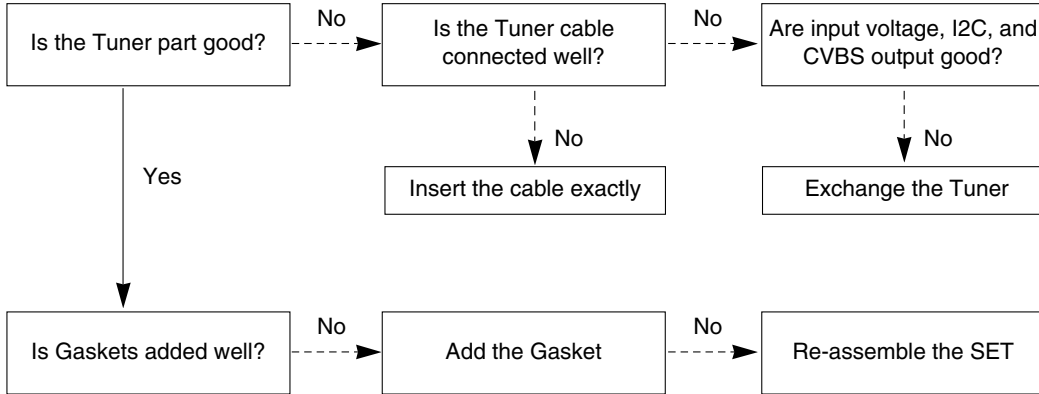 Is the Tuner part good?
No
Is the Tuner cable
connected well?
No
Are input voltage, I2C, and
CVBS output good?
Yes
No
Insert the cable exactly
No
Exchange the Tuner
Is Gaskets added well?
No
Add the Gasket
No
Re-assemble the SET